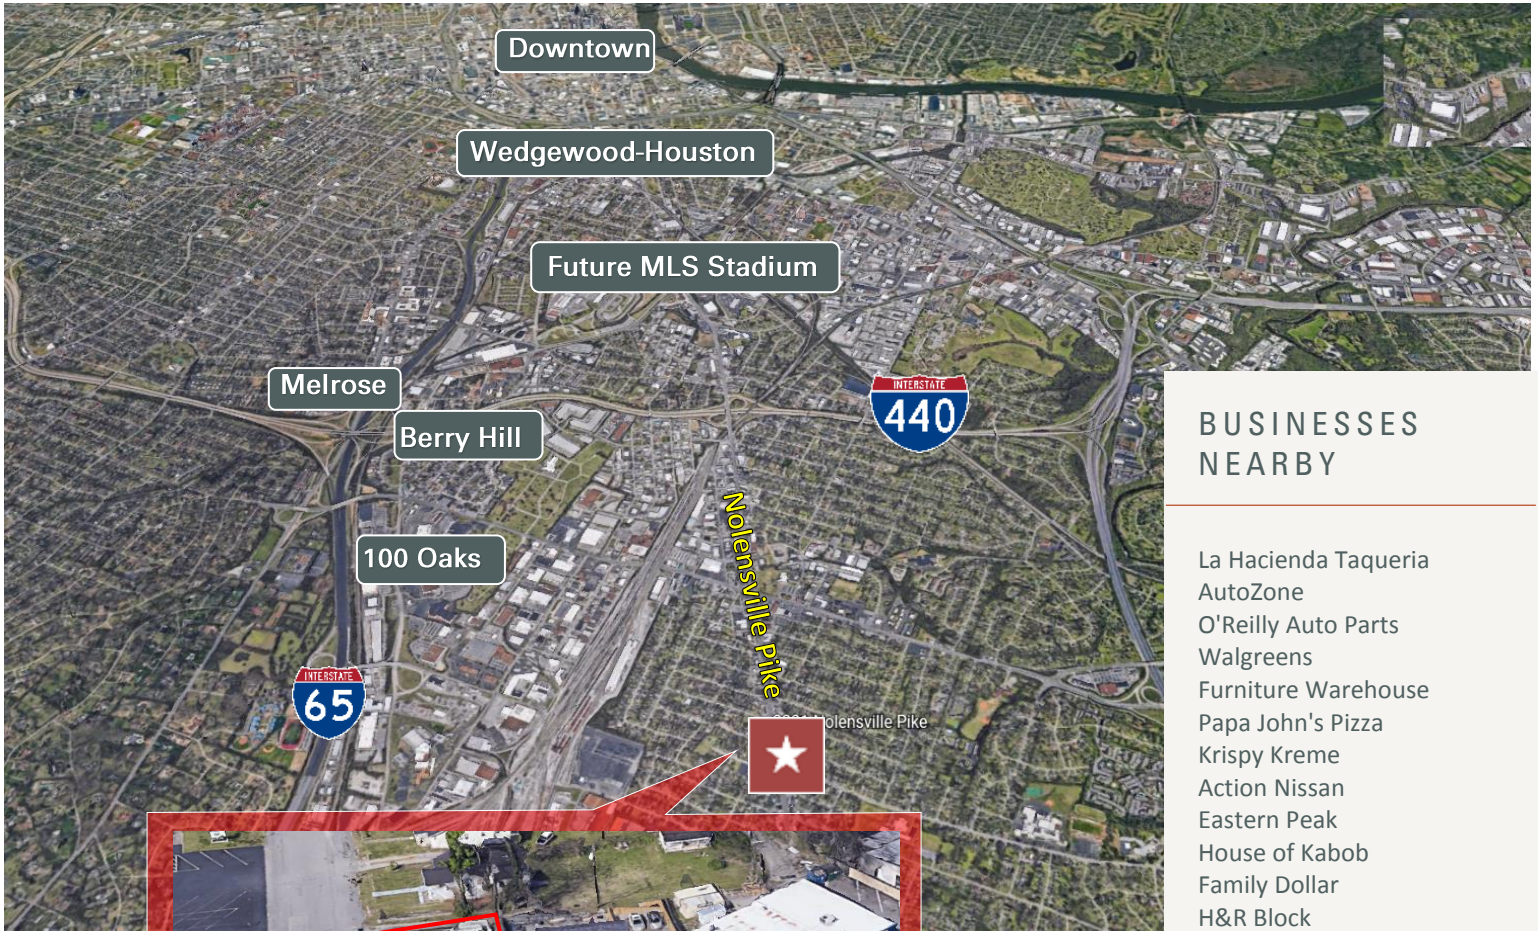 Downtown
Wedgewood-Houston
Future MLS Stadium
Melrose
INTERSTATE
440
Berry Hill
Nolensville Pike
100 Oaks
INTERSTATE
65
Nolensville Pike
BUSINESSES
NEARBY
La Hacienda Taqueria
AutoZone
O'Reilly Auto Parts
Walgreens
Furniture Warehouse
Papa John's Pizza
Krispy Kreme
Action Nissan
Eastern Peak
House of Kabob
Family Dollar
H&R Block